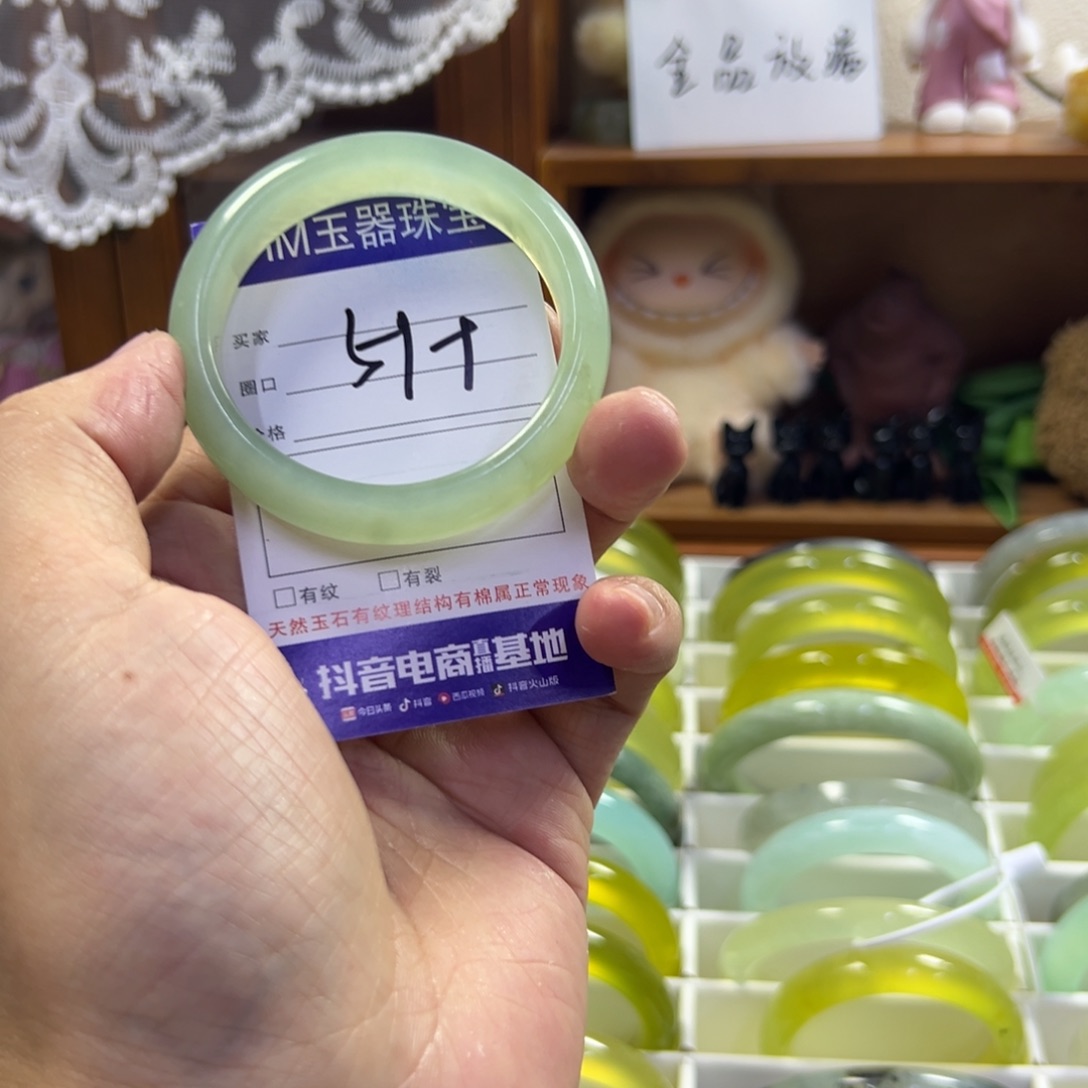 全品放漏
M玉器珠宝
买家
圈口
格
□有纹 □有裂
天然玉石有纹理结构有棉属正常现象
抖音电商直播基地
今日头条 抖音 西瓜视频 抖音火山版